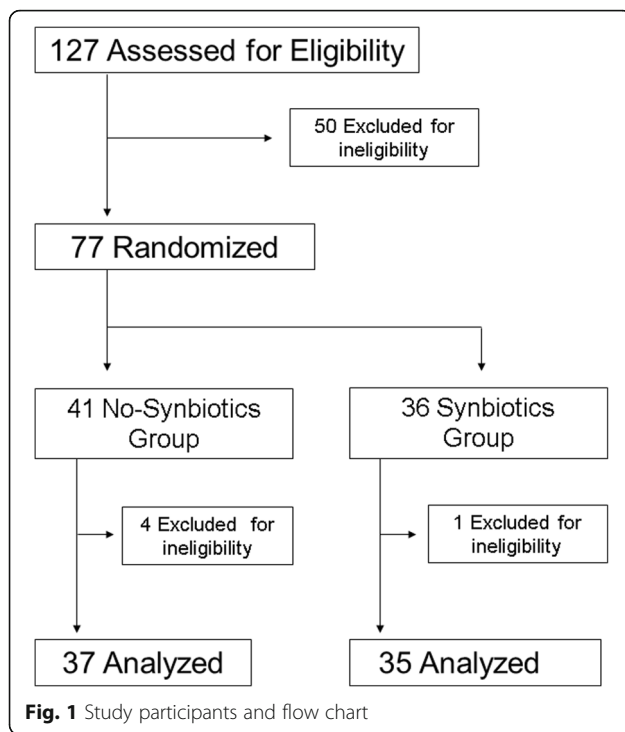 127 Assessed for Eligibility
50 Excluded for
ineligibility
77 Randomized
41 No-Synbiotics
Group
36 Synbiotics
Group
4 Excluded for
ineligibility
1 Excluded for
ineligibility
37 Analyzed
35 Analyzed
Fig. 1 Study participants and flow chart